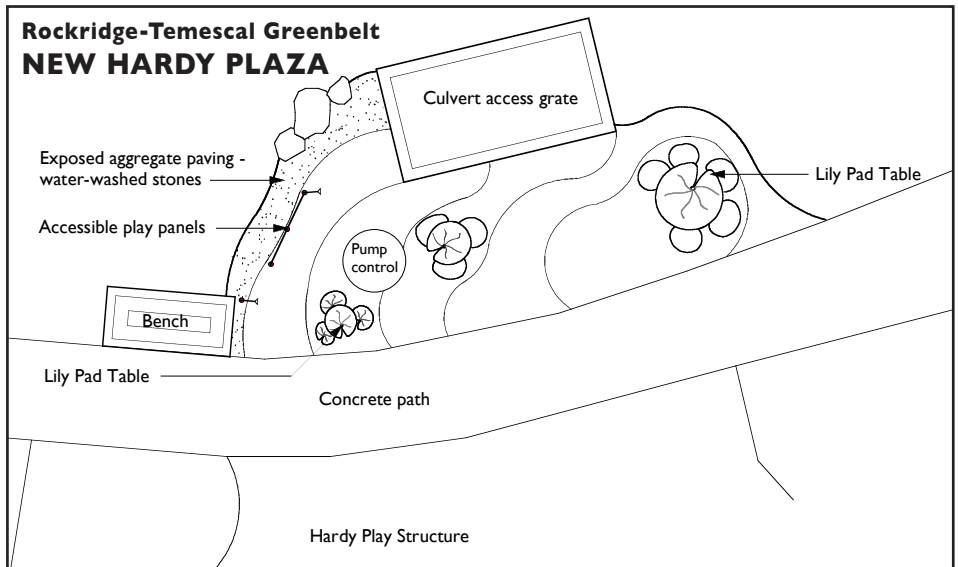 Rockridge-Temescal Greenbelt
NEW HARDY PLAZA
Culvert access grate
Exposed aggregate paving -
water-washed stones
Lily Pad Table
Accessible play panels
Pump
control
Bench
Lily Pad Table
Concrete path
Hardy Play Structure